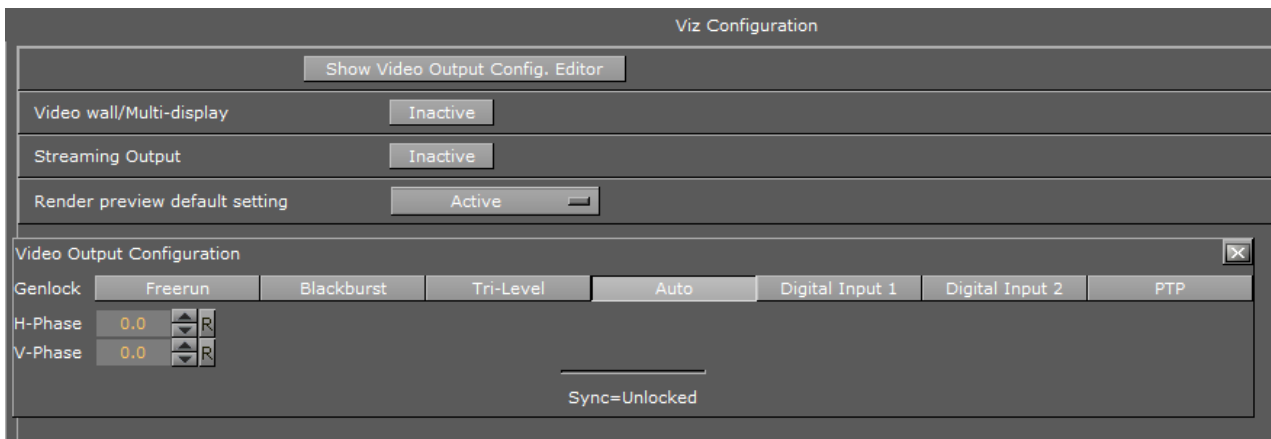 Viz Configuration
Show Video Output Config. Editor
Video wall/Multi-display Inactive
Streaming Output Inactive
Render preview default setting Active
Video Output Configuration
Genlock Freerun Blackburst Tri-Level Auto Digital Input 1 Digital Input 2 PTP
H-Phase 0.0 R
V-Phase 0.0 R
Sync=Unlocked